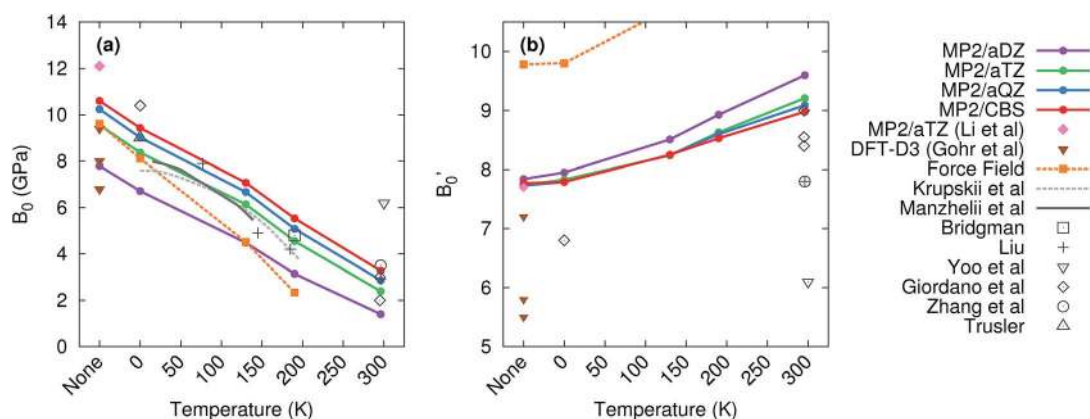 14
12
10
8
6
4
2
0
B0 (GPa)
(a)
None
0
50
100
150
200
250
300
Temperature (K)
10
9
8
7
6
5
B0'
(b)
None
0
50
100
150
200
250
300
Temperature (K)
MP2/aDZ
MP2/aTZ
MP2/aQZ
MP2/CBS
MP2/aTZ (Li et al)
DFT-D3 (Gohr et al)
Force Field
Krupskii et al
Manzhelii et al
Bridgman
Liu
Yoo et al
Giordano et al
Zhang et al
Trusler